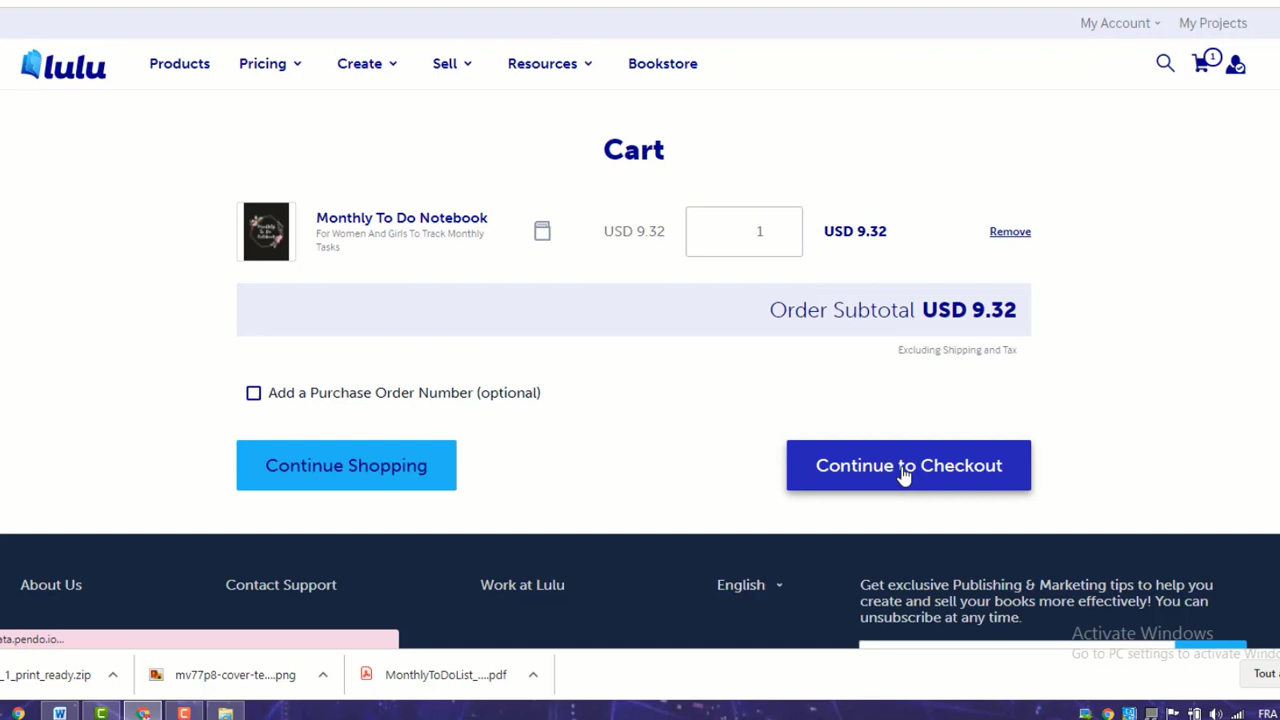 My Account
My Projects
lulu
Products
Pricing
Create
Sell
Resources
Bookstore
1
Cart
Monthly To Do Notebook
For Women And Girls To Track Monthly
Tasks
USD 9.32
1
USD 9.32
Remove
Monthly
To Do
Notebook
Order Subtotal USD 9.32
Excluding Shipping and Tax
Add a Purchase Order Number (optional)
Continue Shopping
Continue to Checkout
About Us
Contact Support
Work at Lulu
English
Get exclusive Publishing & Marketing tips to help you
create and sell your books more effectively! You can
unsubscribe at any time.
ata.pendo.io...
Activate Windows
Go to PC settings to activate Windo
_1_print_ready.zip
mv77p8-cover-te....png
MonthlyToDoList_....pdf
Tout
FRA